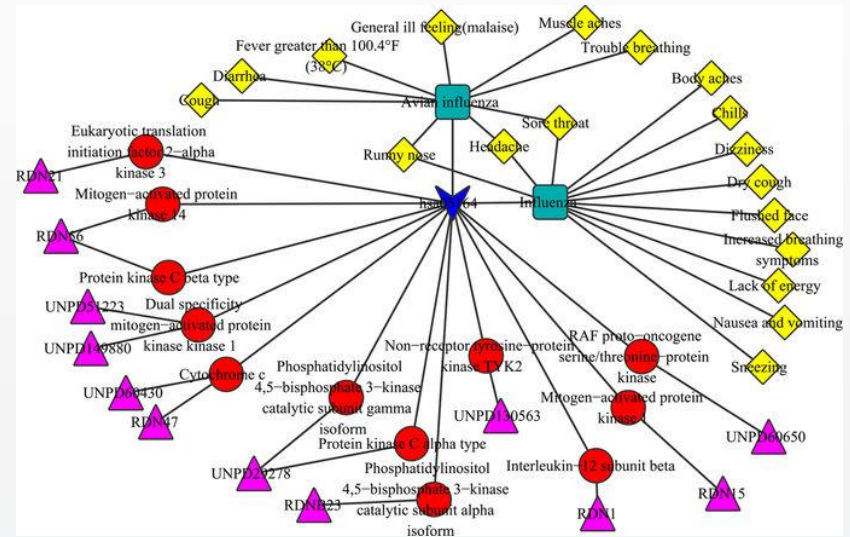 General ill feeling(malaise)
Muscle aches
Fever greater than 100.4°F
(38°C)
Trouble breathing
Diarrhea
Body aches
Cough
Avian influenza
Chills
Sore throat
Eukaryotic translation
initiation factor 2−alpha
kinase 3
Runny nose
Headache
Dizziness
RDN21
Dry cough
Mitogen−activated protein
kinase 14
hsa05164
Influenza
Flushed face
RDN56
Increased breathing
symptoms
Protein kinase C beta type
Lack of energy
UNPD51223
Dual specificity
mitogen−activated protein
kinase kinase 1
Nausea and vomiting
UNPD149880
Non−receptor tyrosine−protein
kinase TYK2
RAF proto−oncogene
serine/threonine−protein
kinase
Sneezing
Cytochrome c
Phosphatidylinositol
4,5−bisphosphate 3−kinase
catalytic subunit gamma
isoform
UNPD60430
Mitogen−activated protein
RDN47
UNPD130563
UNPD60650
Protein kinase C alpha type
UNPD29278
Phosphatidylinositol
4,5−bisphosphate 3−kinase
catalytic subunit alpha
isoform
Interleukin−12 subunit beta
RDN15
RDN1